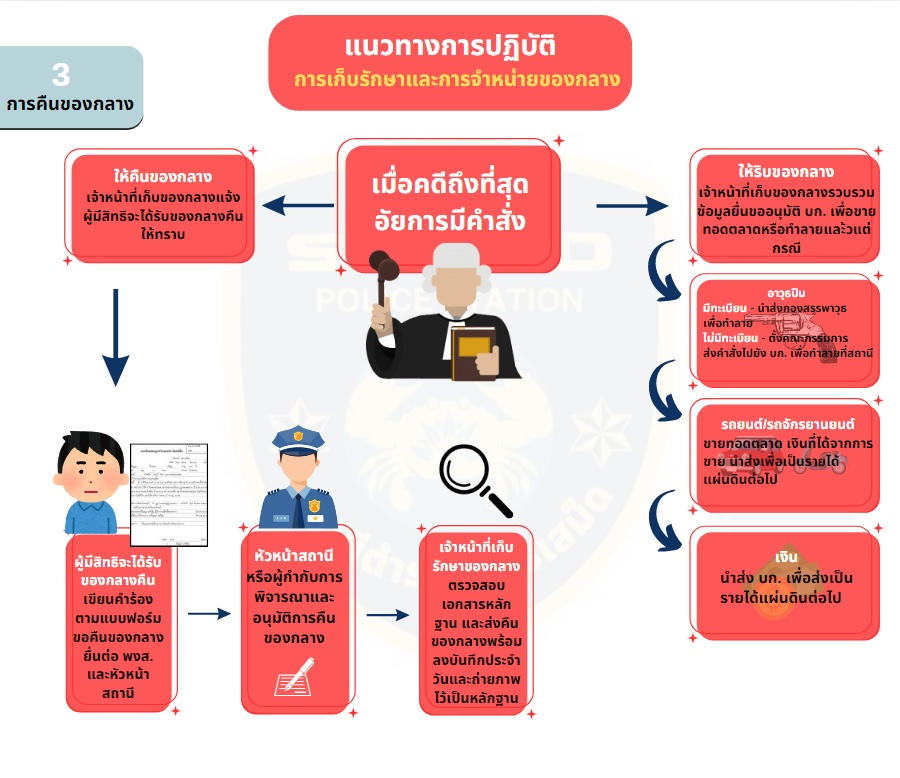 แนวทางการปฏิบัติ
การเก็บรักษาและการจำหน่ายของกลาง
3
การคืนของกลาง
ให้คืนของกลาง
เจ้าหน้าที่เก็บของกลางแจ้ง
ผู้มีสิทธิจะได้รับของกลางคืน
ให้ทราบ
เมื่อคดีถึงที่สุด
อัยการมีคำสั่ง
ให้ริบของกลาง
เจ้าหน้าที่เก็บของกลางรวบรวม
ข้อมูลยื่นขออนุมัติ บก. เพื่อขาย
ทอดตลาดหรือทำลายแล้วแต่
กรณี
POLICE STATION
อาวุธปืน
มีทะเบียน - นำส่งกองสรรพาวุธ
เพื่อทำลาย
ไม่มีทะเบียน - ตั้งคณะกรรมการ
ส่งคำสั่งไปยัง บก. เพื่อทำลายที่สถานี
รถยนต์/รถจักรยานยนต์
ขายทอดตลาด เงินที่ได้จากการ
ขาย นำส่งเพื่อเป็นรายได้
แผ่นดินต่อไป
เงิน
นำส่ง บก. เพื่อส่งเป็น
รายได้แผ่นดินต่อไป
ผู้มีสิทธิจะได้รับ
ของกลางคืน
เขียนคำร้อง
ตามแบบฟอร์ม
ขอคืนของกลาง
ยื่นต่อ พงส.
และหัวหน้า
สถานี
หัวหน้าสถานี
หรือผู้กำกับการ
พิจารณาและ
อนุมัติการคืน
ของกลาง
เจ้าหน้าที่เก็บ
รักษาของกลาง
ตรวจสอบ
เอกสารหลัก
ฐาน และส่งคืน
ของกลางพร้อม
ลงบันทึกประจำ
วันและถ่ายภาพ
ไว้เป็นหลักฐาน